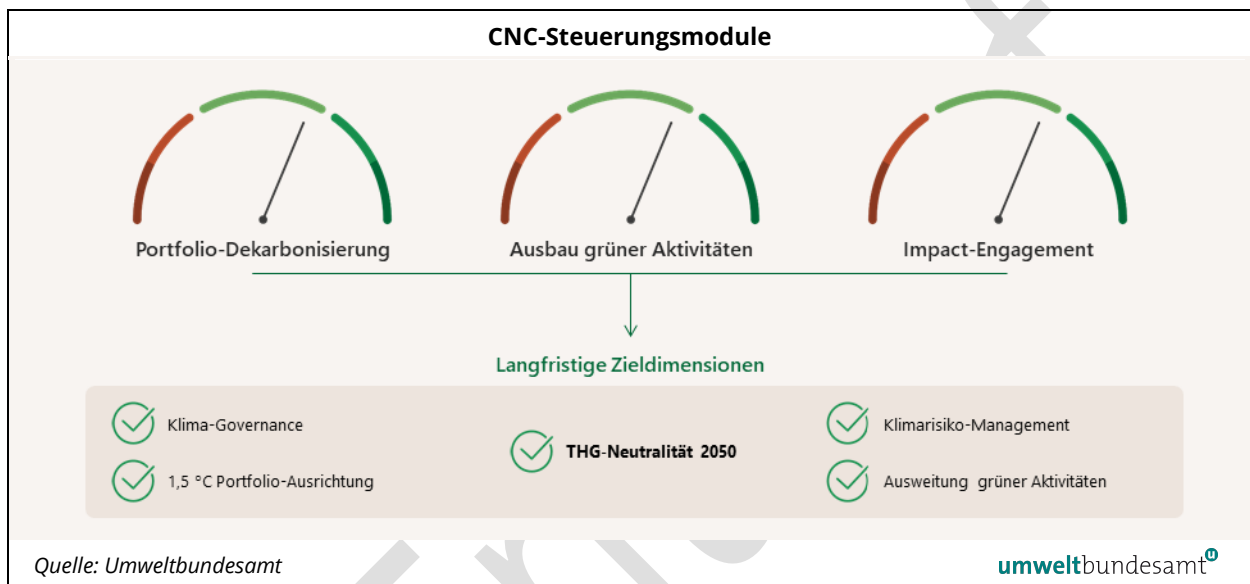 CNC-Steuerungsmodule
Portfolio-Dekarbonisierung
Ausbau grüner Aktivitäten
Impact-Engagement
Langfristige Zieldimensionen
Klima-Governance
1,5 °C Portfolio-Ausrichtung
THG-Neutralität 2050
Klimarisiko-Management
Ausweitung grüner Aktivitäten
Quelle: Umweltbundesamt
umweltbundesamt